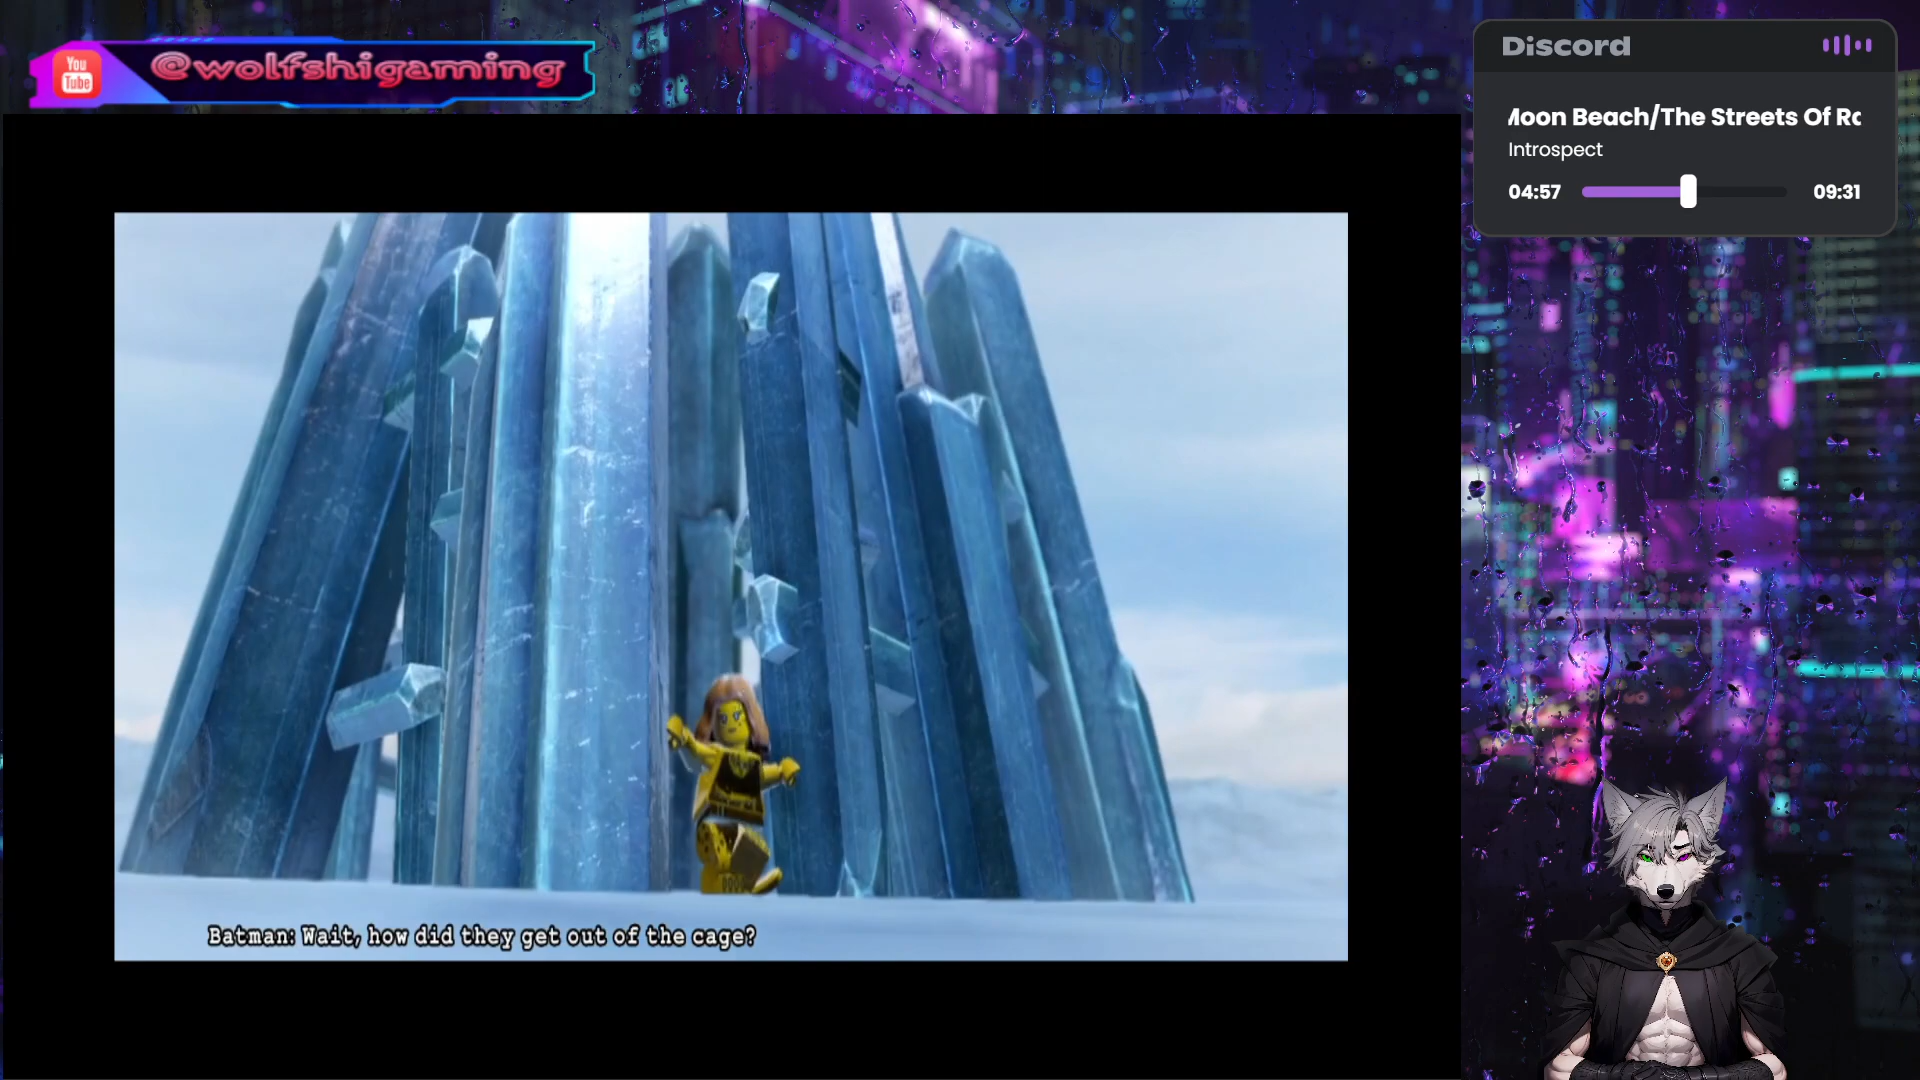 You
Tube
@wolfshigaming
Discord
Moon Beach/The Streets Of Ro
Introspect
04:57
09:31
Batman: Wait, how did they get out of the cage?